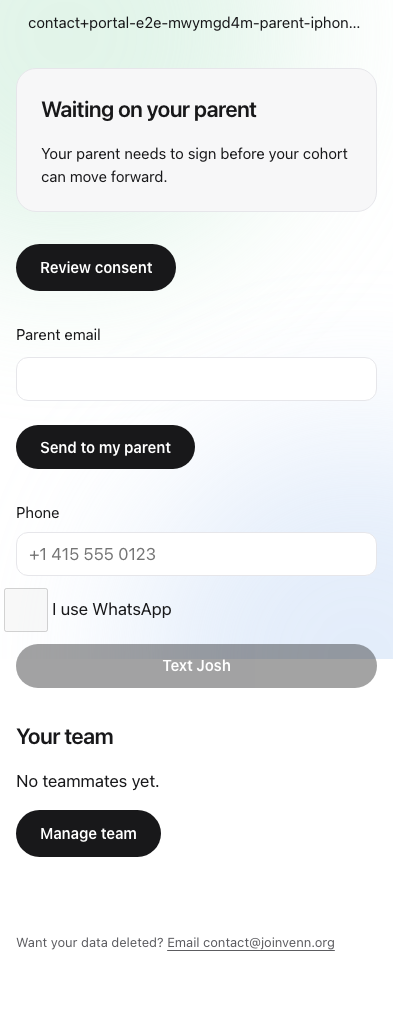 contact+portal-e2e-mwymgd4m-parent-iphon...
Waiting on your parent
Your parent needs to sign before your cohort
can move forward.
Review consent
Parent email
Send to my parent
Phone
+1 415 555 0123
I use WhatsApp
Text Josh
Your team
No teammates yet.
Manage team
Want your data deleted? Email contact@joinvenn.org